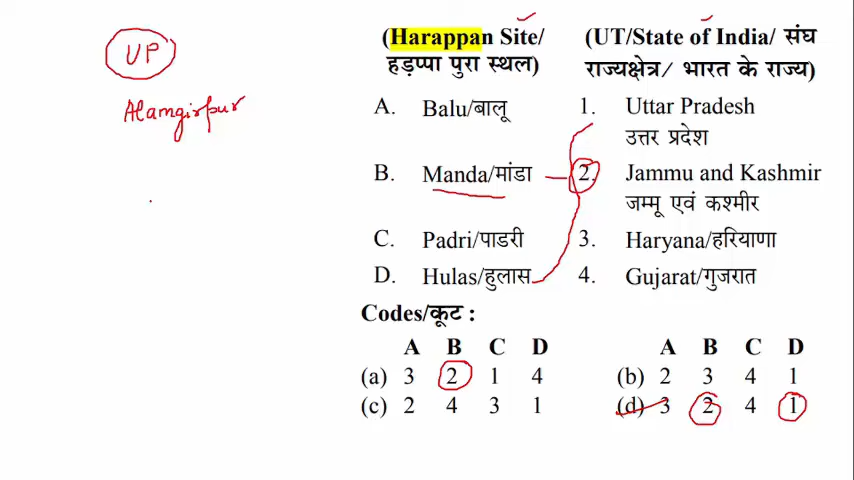 UP
Alamgirpur
(Harappan Site/ हड़प्पा पुरा स्थल)
(UT/State of India/ संघ राज्यक्षेत्र/ भारत के राज्य)
A. Balu/बालू 1. Uttar Pradesh
उत्तर प्रदेश
B. Manda/मांडा 2. Jammu and Kashmir
जम्मू एवं कश्मीर
C. Padri/पाडरी 3. Haryana/हरियाणा
D. Hulas/हुलास 4. Gujarat/गुजरात
Codes/कूट :
A B C D A B C D
(a) 3 2 1 4 (b) 2 3 4 1
(c) 2 4 3 1 (d) 3 2 4 1